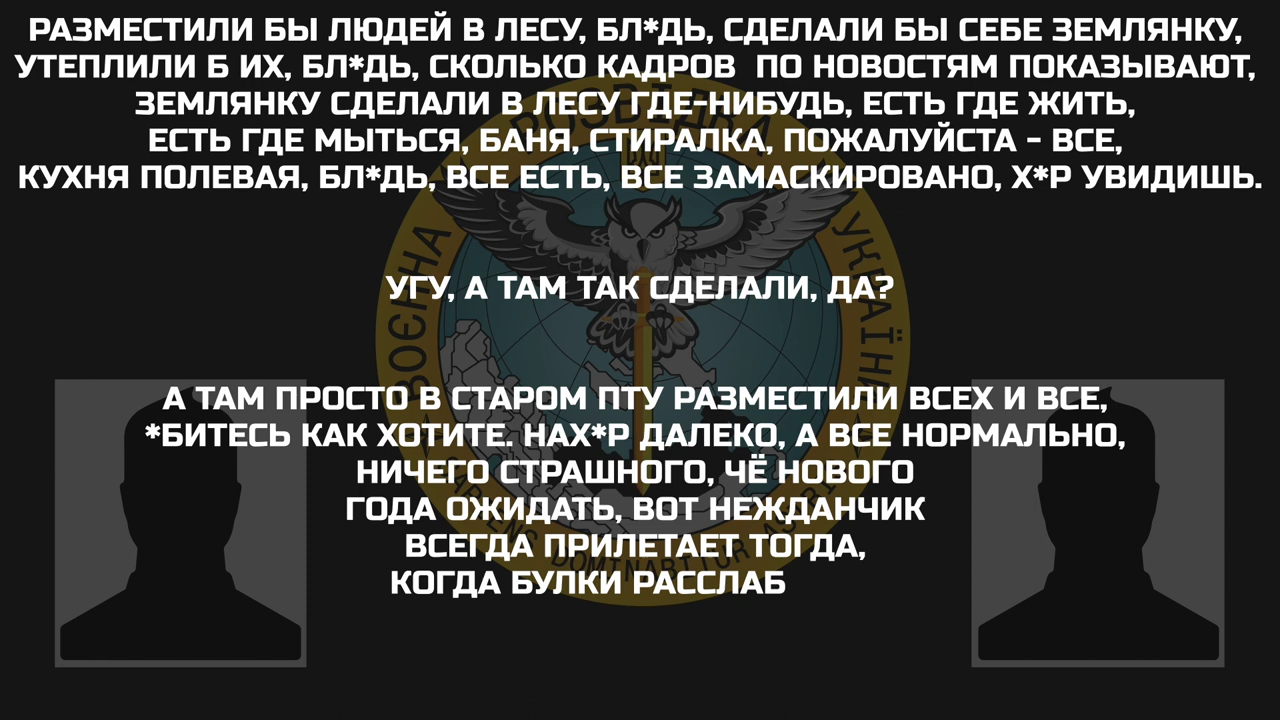 РАЗМЕСТИЛИ БЫ ЛЮДЕЙ В ЛЕСУ, БЛ*ДЬ, СДЕЛАЛИ БЫ СЕБЕ ЗЕМЛЯНКУ,
УТЕПЛИЛИ Б ИХ, БЛ*ДЬ, СКОЛЬКО КАДРОВ ПО НОВОСТЯМ ПОКАЗЫВАЮТ,
ЗЕМЛЯНКУ СДЕЛАЛИ В ЛЕСУ ГДЕ-НИБУДЬ, ЕСТЬ ГДЕ ЖИТЬ,
ЕСТЬ ГДЕ МЫТЬСЯ, БАНЯ, СТИРАЛКА, ПОЖАЛУЙСТА - ВСЕ,
КУХНЯ ПОЛЕВАЯ, БЛ*ДЬ, ВСЕ ЕСТЬ, ВСЕ ЗАМАСКИРОВАНО, Х*Р УВИДИШЬ.
УГУ, А ТАМ ТАК СДЕЛАЛИ, ДА?
А ТАМ ПРОСТО В СТАРОМ ПТУ РАЗМЕСТИЛИ ВСЕХ И ВСЕ,
*БИТЕСЬ КАК ХОТИТЕ. НАХ*Р ДАЛЕКО, А ВСЕ НОРМАЛЬНО,
НИЧЕГО СТРАШНОГО, ЧЁ НОВОГО
ГОДА ОЖИДАТЬ, ВОТ НЕЖДАНЧИК
ВСЕГДА ПРИЛЕТАЕТ ТОГДА,
КОГДА БУЛКИ РАССЛАБ
ВОЄННА РОЗВІДКА УКРАЇНИ